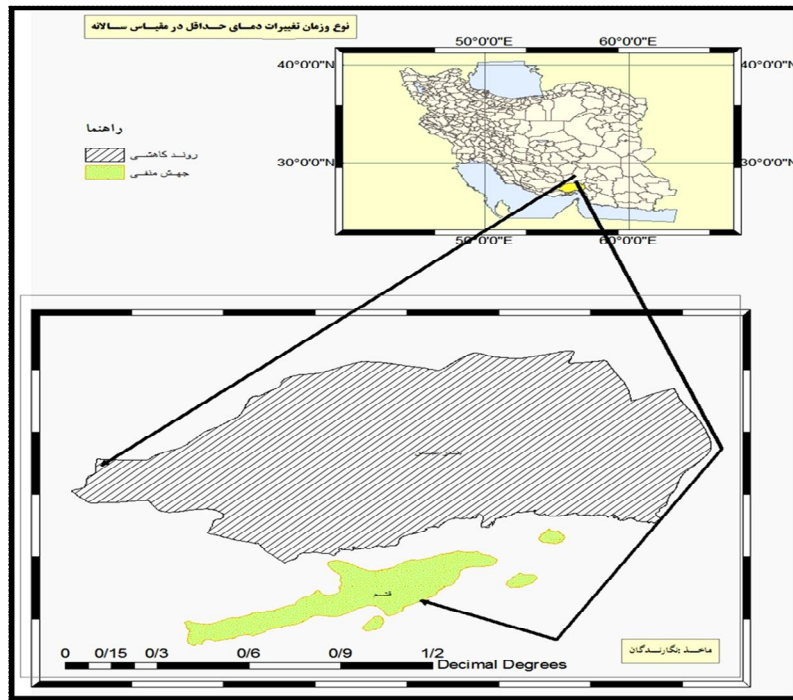 نوع وزمان تغییرات دمای حداقل در مقیاس سالانه
50°0'0"E 60°0'0"E
40°0'0"N 40°0'0"N
30°0'0"N 30°0'0"N
50°0'0"E 60°0'0"E
راهنما
روند کاهشی
جهش منفی
قشم
ماخذ :نگارندگان
0 0/15 0/3 0/6 0/9 1/2
Decimal Degrees